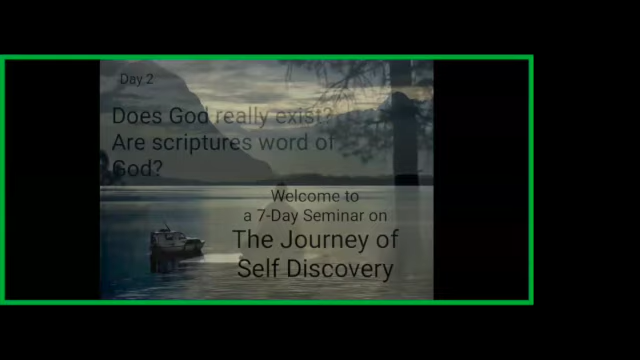 Day 2
Does God really exist?
Are scriptures word of
God?
Welcome to
a 7-Day Seminar on
The Journey of
Self Discovery